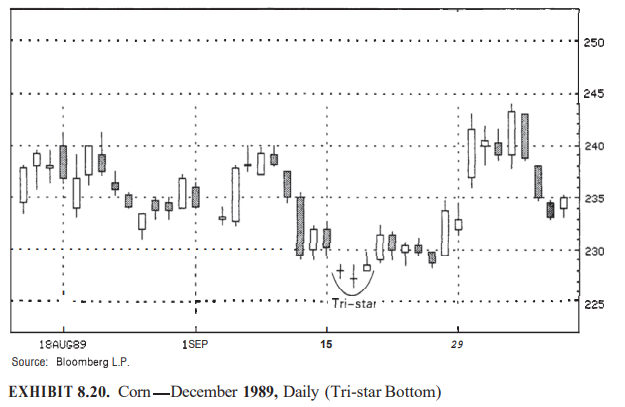 250
245
240
235
230
Tri-star
225
18AUG89 1SEP 15 29
Source: Bloomberg L.P.
EXHIBIT 8.20. Corn—December 1989, Daily (Tri-star Bottom)